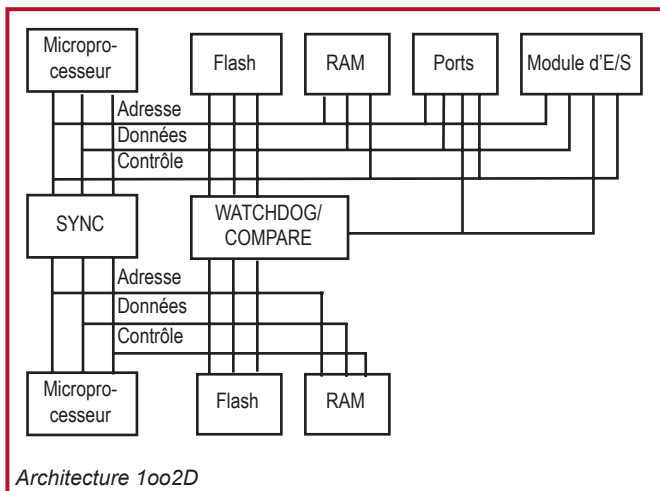 Micropro-
cesseur
Flash
RAM
Ports
Module d'E/S
Adresse
Données
Contrôle
SYNC
WATCHDOG/
COMPARE
Adresse
Données
Contrôle
Micropro-
cesseur
Flash
RAM
Architecture 1oo2D